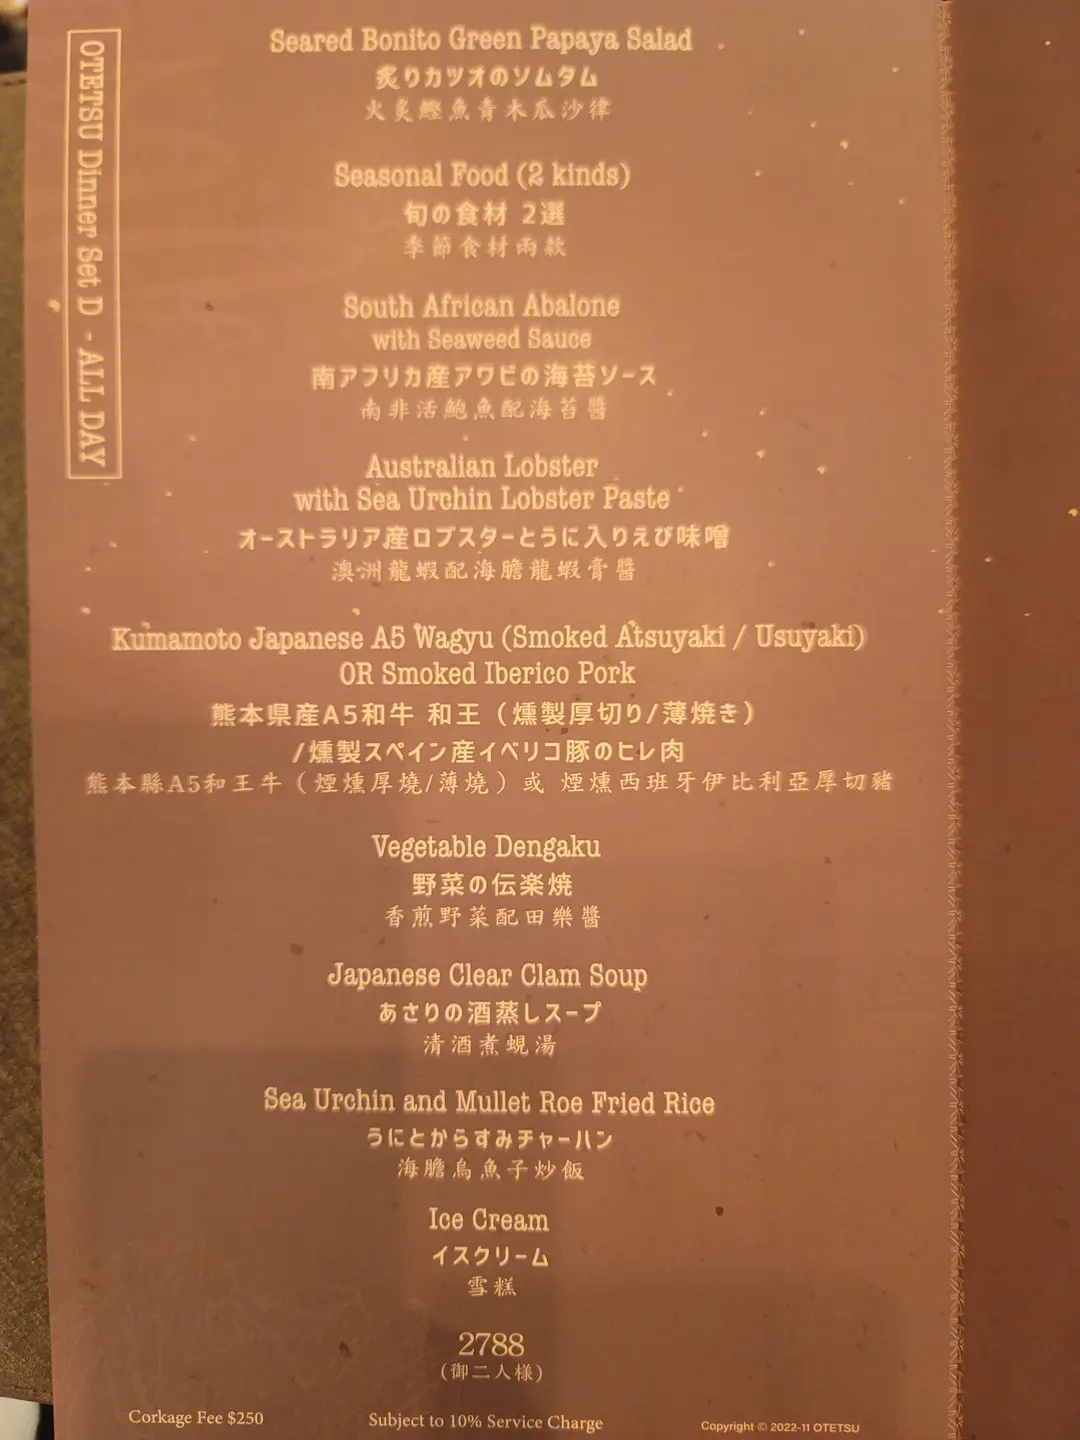 OTETSU Dinner Set D - ALL DAY
Seared Bonito Green Papaya Salad
炙りカツオのソムタム
火炙鰹魚青木瓜沙律
Seasonal Food (2 kinds)
旬の食材 2選
季節食材兩款
South African Abalone
with Seaweed Sauce
南アフリカ産アワビの海苔ソース
南非活鮑魚配海苔醬
Australian Lobster
with Sea Urchin Lobster Paste
オーストラリア産ロブスターとうに入りえび味噌
澳洲龍蝦配海膽龍蝦膏醬
Kumamoto Japanese A5 Wagyu (Smoked Atsuyaki / Usuyaki)
OR Smoked Iberico Pork
熊本県産A5和牛 和王（燻製厚切り/薄焼き）
/燻製スペイン産イベリコ豚のヒレ肉
熊本縣A5和王牛（煙燻厚燒/薄燒）或 煙燻西班牙伊比利亞厚切豬
Vegetable Dengaku
野菜の伝楽焼
香煎野菜配田樂醬
Japanese Clear Clam Soup
あさりの酒蒸しスープ
清酒煮蜆湯
Sea Urchin and Mullet Roe Fried Rice
うにとからすみチャーハン
海膽烏魚子炒飯
Ice Cream
イスクリーム
雪糕
2788
(御二人様)
Corkage Fee $250
Subject to 10% Service Charge
Copyright © 2022-11 OTETSU